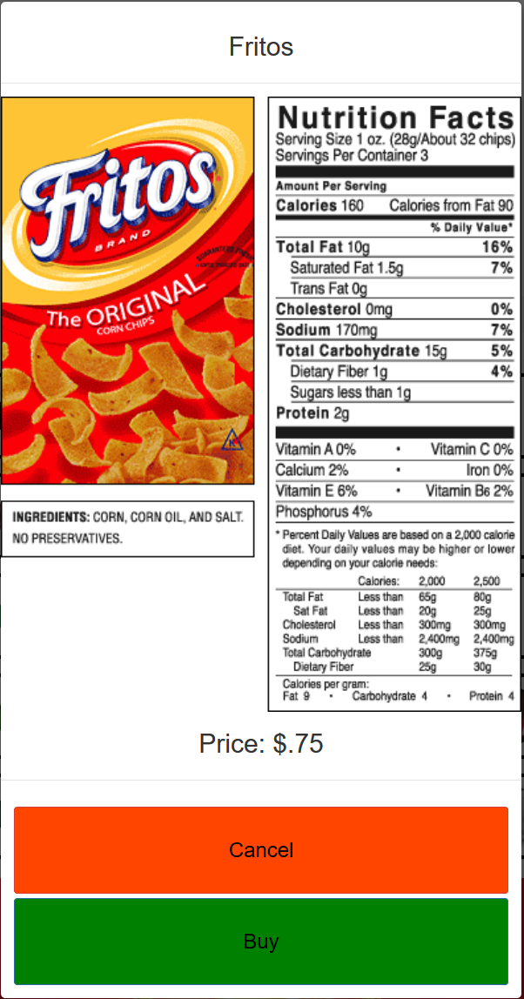 Fritos
Fritos
BRAND
The ORIGINAL
CORN CHIPS
K
INGREDIENTS: CORN, CORN OIL, AND SALT.
NO PRESERVATIVES.
Nutrition Facts
Serving Size 1 oz. (28g/About 32 chips)
Servings Per Container 3
Amount Per Serving
Calories 160 Calories from Fat 90
% Daily Value*
Total Fat 10g 16%
Saturated Fat 1.5g 7%
Trans Fat 0g
Cholesterol 0mg 0%
Sodium 170mg 7%
Total Carbohydrate 15g 5%
Dietary Fiber 1g 4%
Sugars less than 1g
Protein 2g
Vitamin A 0% • Vitamin C 0%
Calcium 2% • Iron 0%
Vitamin E 6% • Vitamin B6 2%
Phosphorus 4%
* Percent Daily Values are based on a 2,000 calorie
diet. Your daily values may be higher or lower
depending on your calorie needs:
Calories: 2,000 2,500
Total Fat Less than 65g 80g
Sat Fat Less than 20g 25g
Cholesterol Less than 300mg 300mg
Sodium Less than 2,400mg 2,400mg
Total Carbohydrate 300g 375g
Dietary Fiber 25g 30g
Calories per gram:
Fat 9 • Carbohydrate 4 • Protein 4
Price: $.75
Cancel
Buy